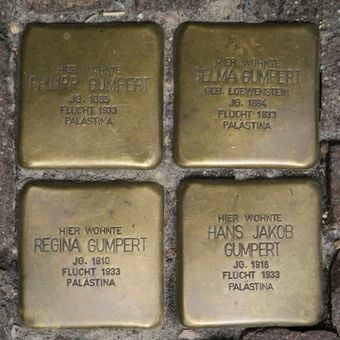 HIER WOHNTE
PHILIPP GUMPERT
JG. 1885
FLUCHT 1933
PALÄSTINA
HIER WOHNTE
SELMA GUMPERT
GEB. LOEWENSTEIN
JG. 1884
FLUCHT 1933
PALÄSTINA
HIER WOHNTE
REGINA GUMPERT
JG. 1910
FLUCHT 1933
PALÄSTINA
HIER WOHNTE
HANS JAKOB
GUMPERT
JG. 1918
FLUCHT 1933
PALÄSTINA